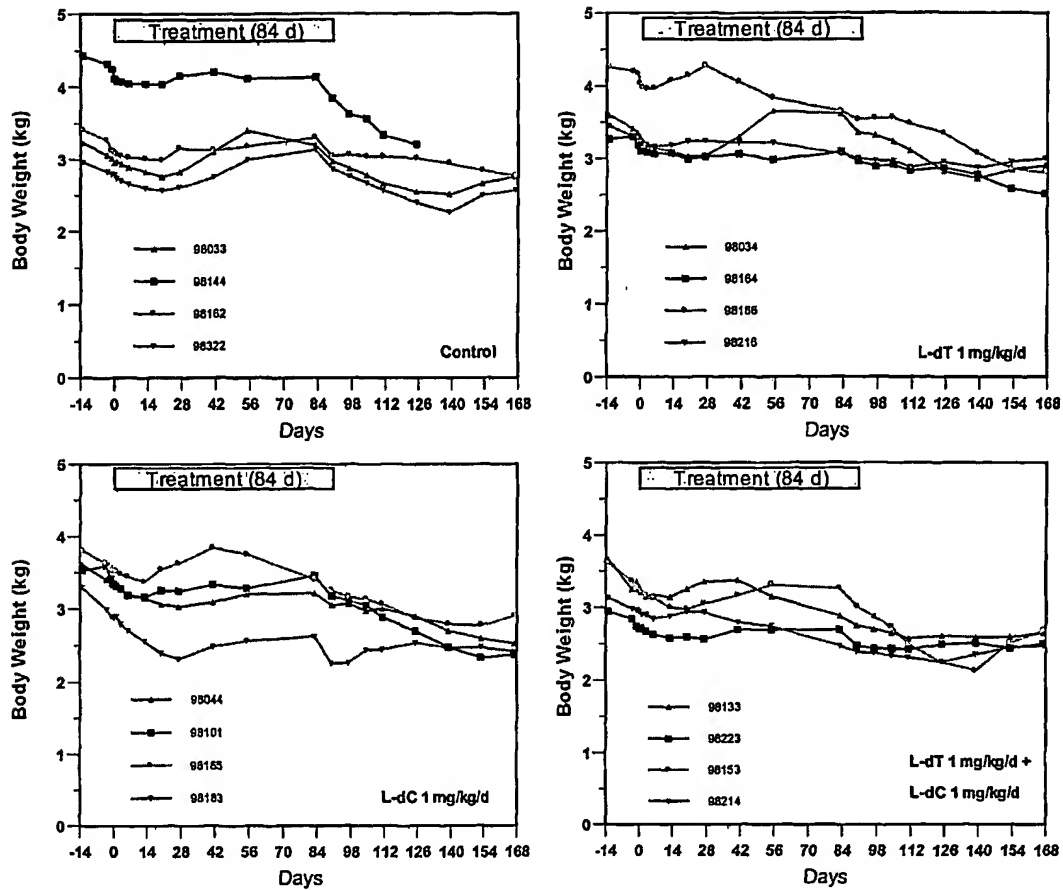 Treatment (84 d)
Body Weight (kg)
5
4
3
2
1
0
98033
98144
98162
98322
Control
-14 0 14 28 42 56 70 84 98 112 126 140 154 168
Days
Treatment (84 d)
Body Weight (kg)
5
4
3
2
1
0
98034
98164
98186
98216
L-dT 1 mg/kg/d
-14 0 14 28 42 56 70 84 98 112 126 140 154 168
Days
Treatment (84 d)
Body Weight (kg)
5
4
3
2
1
0
98044
98101
98165
98183
L-dC 1 mg/kg/d
-14 0 14 28 42 56 70 84 98 112 126 140 154 168
Days
Treatment (84 d)
Body Weight (kg)
5
4
3
2
1
0
98133
98223
98153
98214
L-dT 1 mg/kg/d +
L-dC 1 mg/kg/d
-14 0 14 28 42 56 70 84 98 112 126 140 154 168
Days